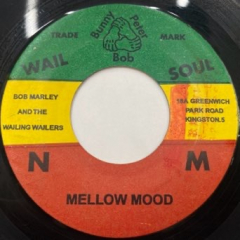 TRADE MARK
Bunny Peter
Bob
WAIL SOUL
BOB MARLEY
AND THE
WAILING WAILERS
18A GREENWICH
PARK ROAD
KINGSTON.5
N M
MELLOW MOOD